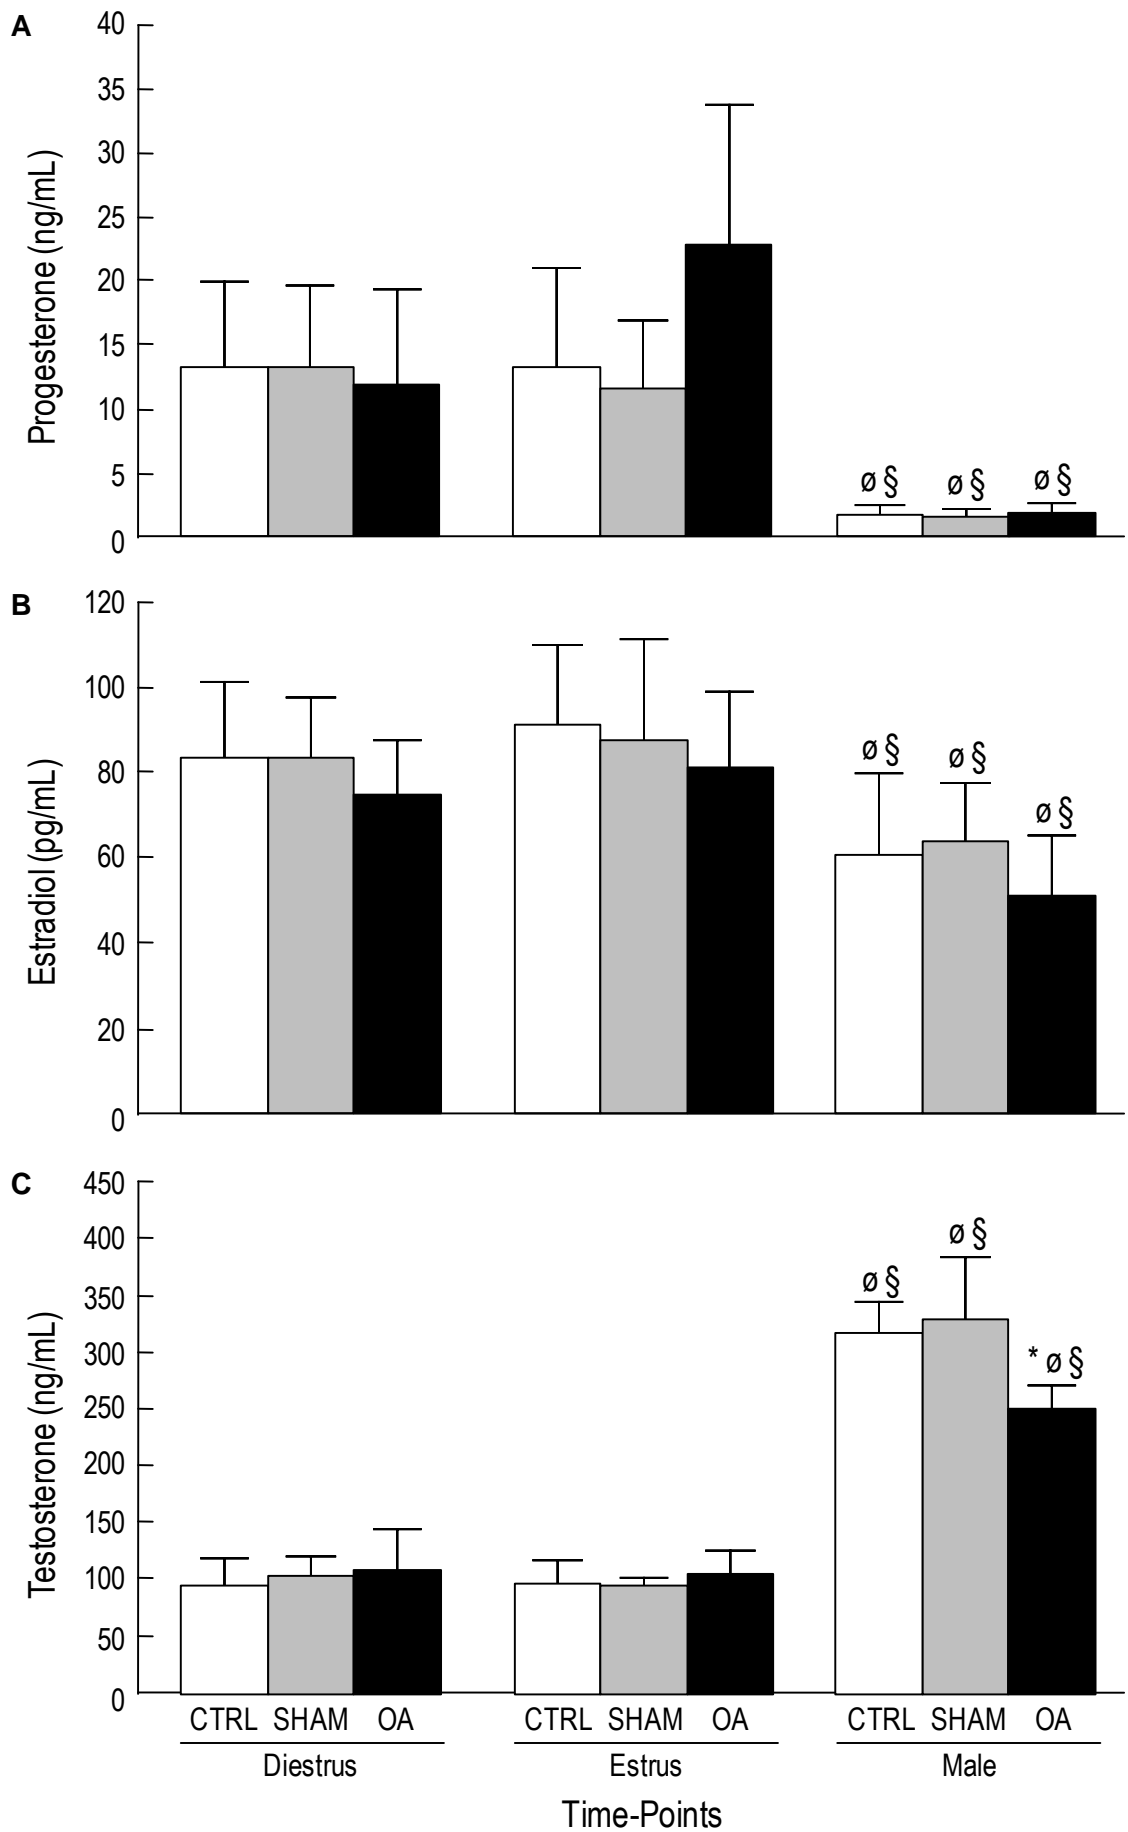 A
Progesterone (ng/mL)
40
35
30
25
20
15
10
5
0
ø § ø § ø §
B
Estradiol (pg/mL)
120
100
80
60
40
20
0
ø § ø § ø §
C
Testosterone (ng/mL)
450
400
350
300
250
200
150
100
50
0
ø § ø § * ø §
CTRL SHAM OA CTRL SHAM OA CTRL SHAM OA
Diestrus Estrus Male
Time-Points